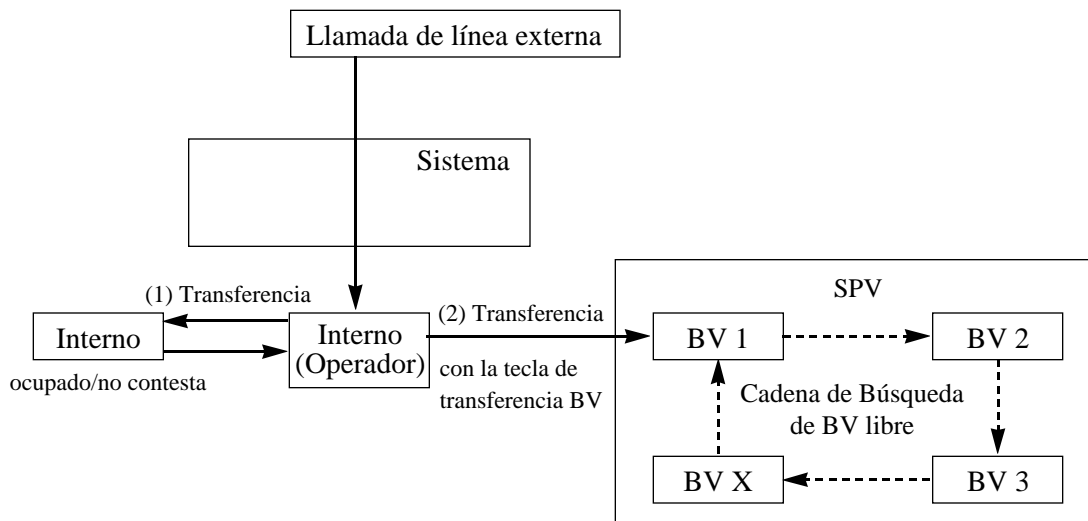 Llamada de línea externa
Sistema
(1) Transferencia
Interno
ocupado/no contesta
Interno
(Operador)
(2) Transferencia
con la tecla de
transferencia BV
SPV
BV 1
BV 2
Cadena de Búsqueda
de BV libre
BV X
BV 3